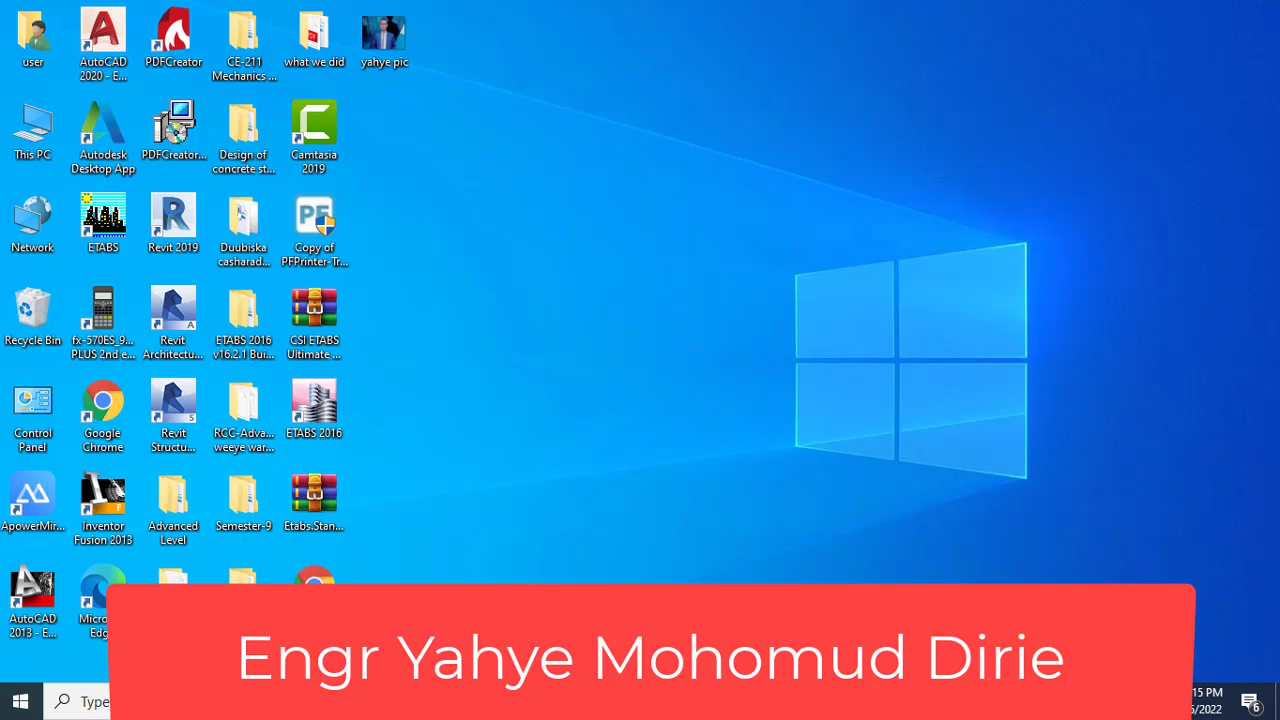 user
AutoCAD
2020 - E...
PDFCreator
CE-211
Mechanics ...
what we did
yahye pic
This PC
Autodesk
Desktop App
PDFCreator...
Design of
concrete st...
Camtasia
2019
Network
ETABS
Revit 2019
Duubiska
casharad...
Copy of
PFPrinter-Tr...
Recycle Bin
fx-570ES_9...
PLUS 2nd e...
Revit
Architectu...
ETABS 2016
v16.2.1 Bui...
CSI ETABS
Ultimate ...
Control
Panel
Google
Chrome
Revit
Structu...
RCC-Adva...
weeye war...
ETABS 2016
ApowerMir...
Inventor
Fusion 2013
Advanced
Level
Semester-9
Etabs.Stan...
AutoCAD
2013 - E...
Engr Yahye Mohomud Dirie
Type
15 PM
/2022
6